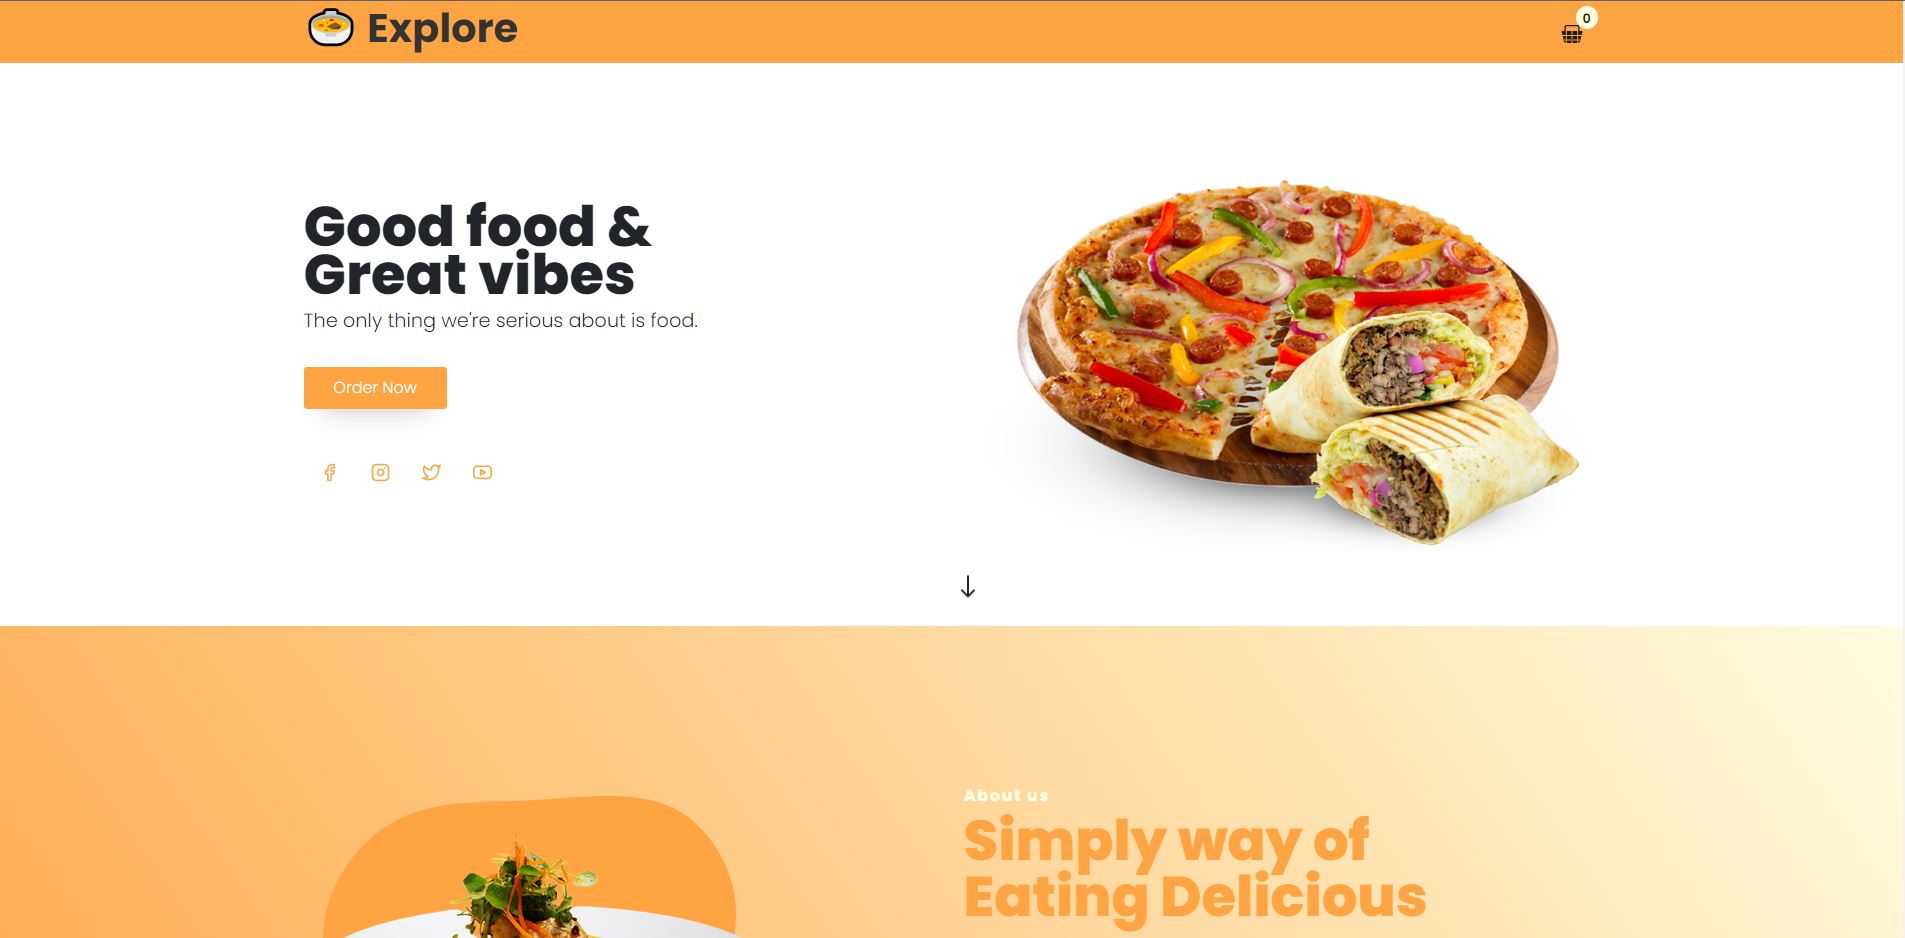 Explore
0
Good food &
Great vibes
The only thing we're serious about is food.
Order Now
About us
Simply way of
Eating Delicious